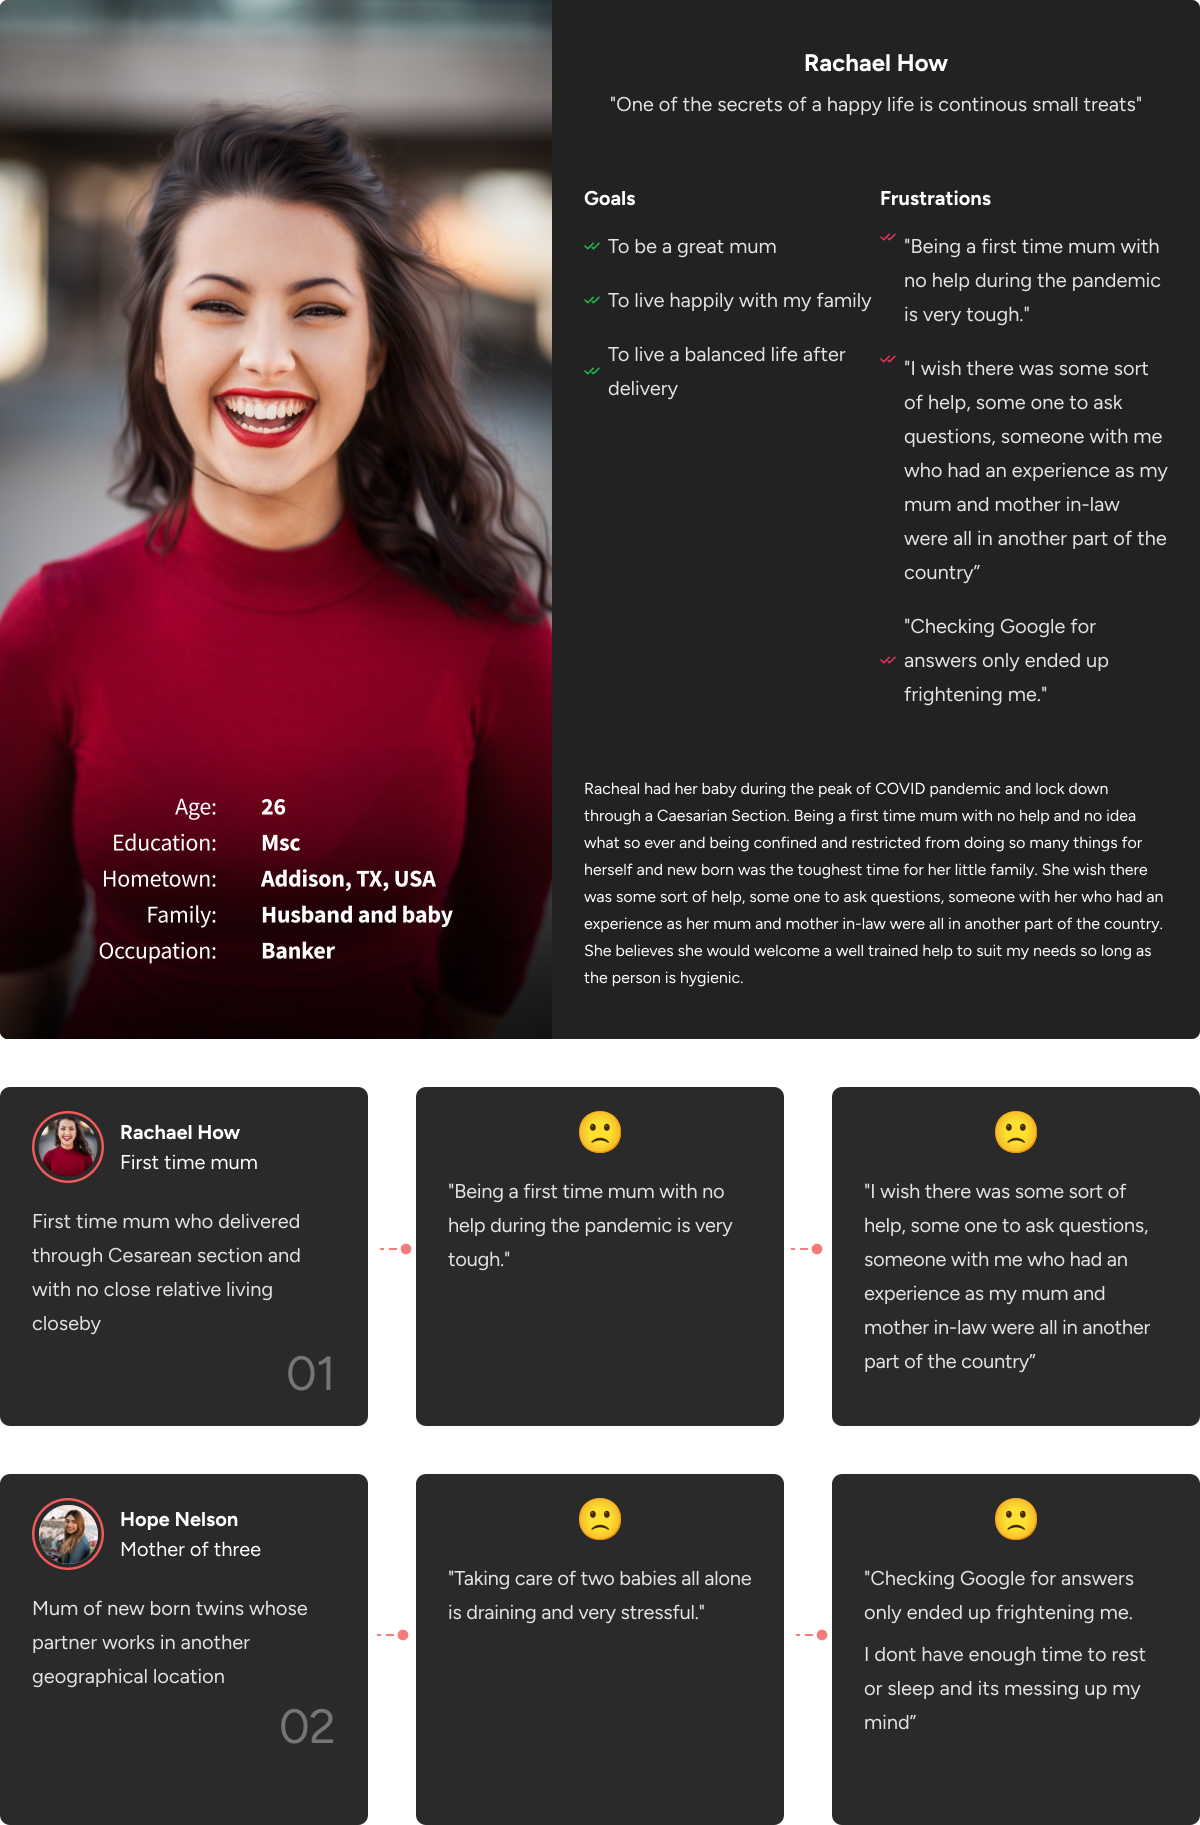 Rachael How
"One of the secrets of a happy life is continous small treats"
Goals
To be a great mum
To live happily with my family
To live a balanced life after
delivery
Frustrations
"Being a first time mum with
no help during the pandemic
is very tough."
"I wish there was some sort
of help, some one to ask
questions, someone with me
who had an experience as my
mum and mother in-law
were all in another part of the
country”
"Checking Google for
answers only ended up
frightening me."
Age: 26
Education: Msc
Hometown: Addison, TX, USA
Family: Husband and baby
Occupation: Banker
Racheal had her baby during the peak of COVID pandemic and lock down
through a Caesarian Section. Being a first time mum with no help and no idea
what so ever and being confined and restricted from doing so many things for
herself and new born was the toughest time for her little family. She wish there
was some sort of help, some one to ask questions, someone with her who had an
experience as her mum and mother in-law were all in another part of the country.
She believes she would welcome a well trained help to suit my needs so long as
the person is hygienic.
Rachael How
First time mum
First time mum who delivered
through Cesarean section and
with no close relative living
closeby
01
"Being a first time mum with no
help during the pandemic is very
tough."
"I wish there was some sort of
help, some one to ask questions,
someone with me who had an
experience as my mum and
mother in-law were all in another
part of the country”
Hope Nelson
Mother of three
Mum of new born twins whose
partner works in another
geographical location
02
"Taking care of two babies all alone
is draining and very stressful."
"Checking Google for answers
only ended up frightening me.
I dont have enough time to rest
or sleep and its messing up my
mind”